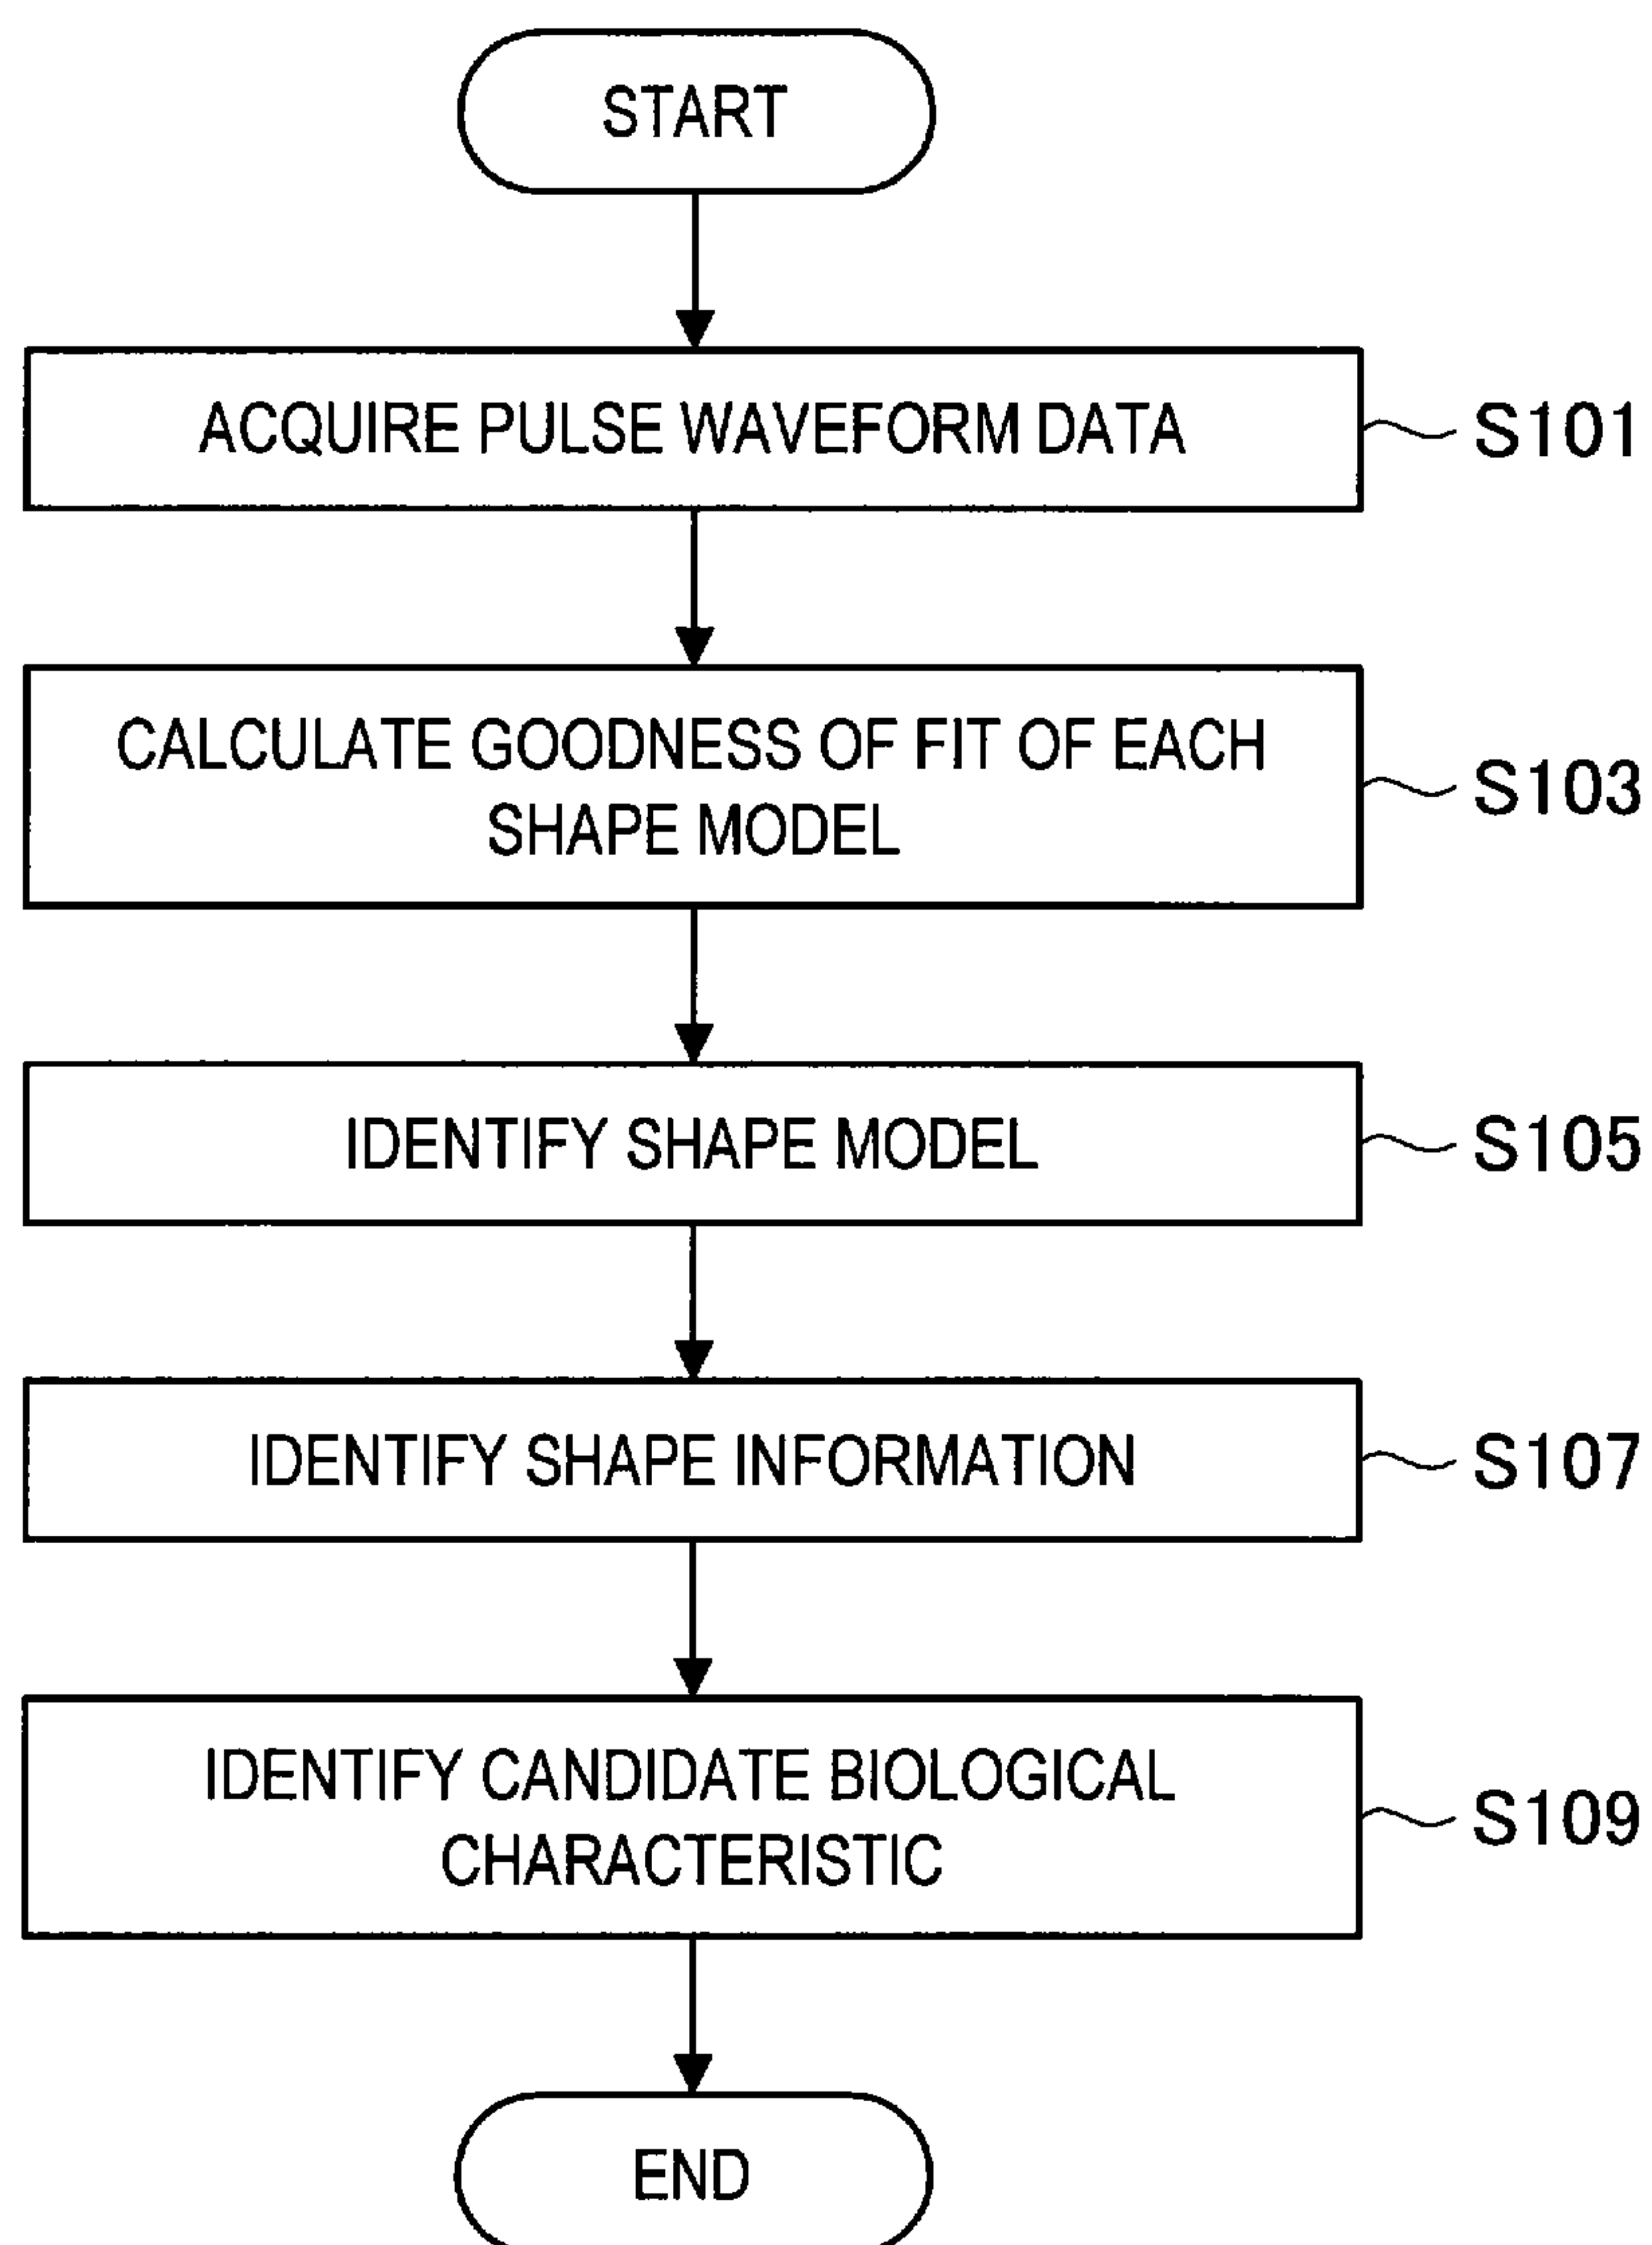 START
ACQUIRE PULSE WAVEFORM DATA
S101
CALCULATE GOODNESS OF FIT OF EACH
SHAPE MODEL
S103
IDENTIFY SHAPE MODEL
S105
IDENTIFY SHAPE INFORMATION
S107
IDENTIFY CANDIDATE BIOLOGICAL
CHARACTERISTIC
S109
END